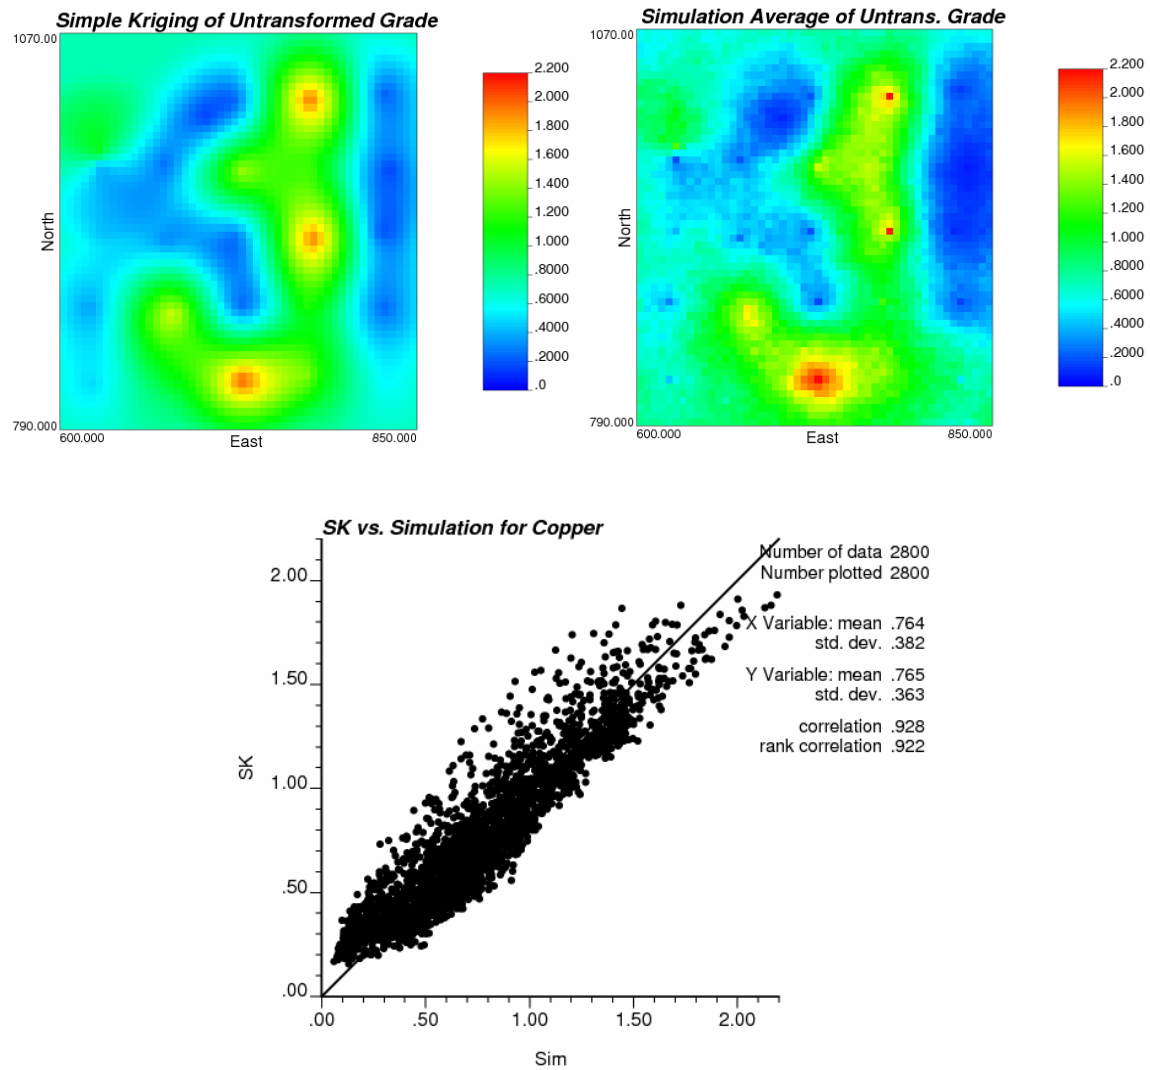 Simple Kriging of Untransformed Grade
1070.00
North
790.000
600.000
East
850.000
2.200
2.000
1.800
1.600
1.400
1.200
1.000
.8000
.6000
.4000
.2000
.0
Simulation Average of Untrans. Grade
1070.00
North
790.000
600.000
East
850.000
2.200
2.000
1.800
1.600
1.400
1.200
1.000
.8000
.6000
.4000
.2000
.0
SK vs. Simulation for Copper
Number of data 2800
Number plotted 2800
X Variable: mean .764
std. dev. .382
Y Variable: mean .765
std. dev. .363
correlation .928
rank correlation .922
SK
2.00
1.50
1.00
.50
.00
.00 .50 1.00 1.50 2.00
Sim